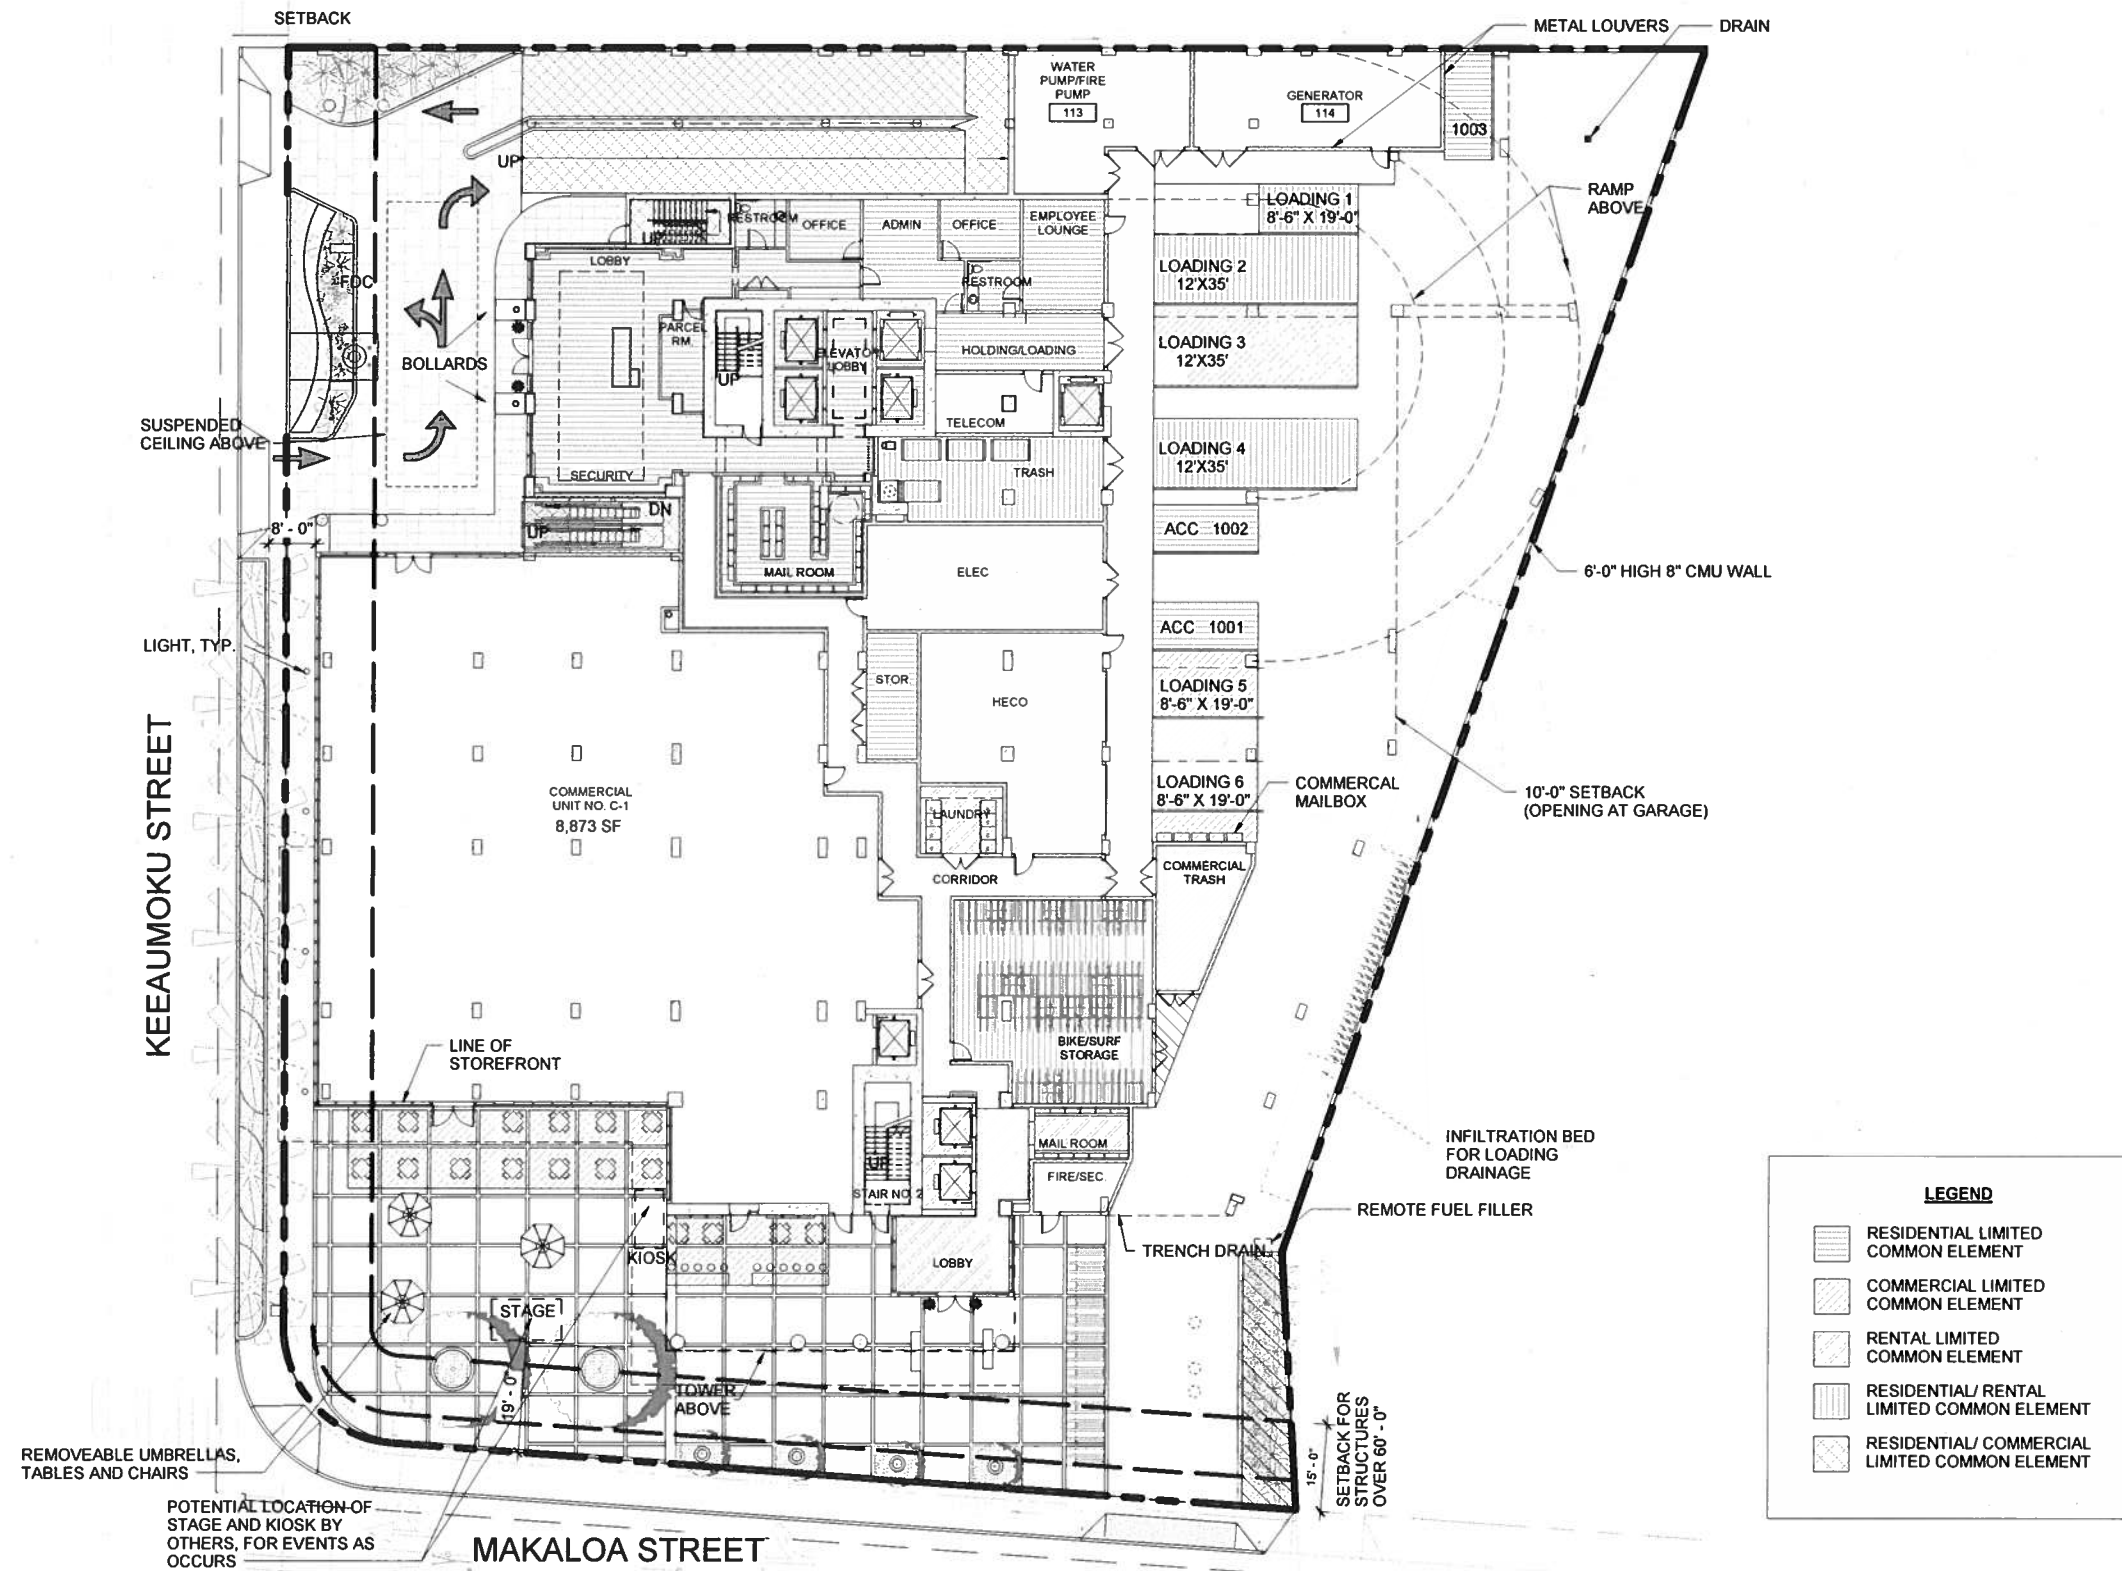 SETBACK
METAL LOUVERS
DRAIN
WATER
PUMP/FIRE
PUMP
113
GENERATOR
114
1003
UP
RAMP
ABOVE
LOADING 1
8'-6" X 19'-0"
RESTROOM
OFFICE
ADMIN
OFFICE
EMPLOYEE
LOUNGE
UP
LOBBY
LOADING 2
12'X35'
FDC
RESTROOM
PARCEL
RM.
ELEVATOR
LOBBY
HOLDING/LOADING
LOADING 3
12'X35'
BOLLARDS
UP
SUSPENDED
CEILING ABOVE
TELECOM
LOADING 4
12'X35'
SECURITY
TRASH
8' - 0"
DN
UP
ACC 1002
MAIL ROOM
ELEC
6'-0" HIGH 8" CMU WALL
ACC 1001
LIGHT, TYP.
STOR
HECO
LOADING 5
8'-6" X 19'-0"
KEEAUMOKU STREET
COMMERCIAL
UNIT NO. C-1
8,873 SF
LOADING 6
8'-6" X 19'-0"
COMMERCAL
MAILBOX
10'-0" SETBACK
(OPENING AT GARAGE)
LAUNDRY
CORRIDOR
COMMERCIAL
TRASH
LINE OF
STOREFRONT
BIKE/SURF
STORAGE
INFILTRATION BED
FOR LOADING
DRAINAGE
MAIL ROOM
UP
STAIR NO. 2
FIRE/SEC
REMOTE FUEL FILLER
KIOSK
LOBBY
TRENCH DRAIN
STAGE
19' - 0"
TOWER
ABOVE
REMOVEABLE UMBRELLAS,
TABLES AND CHAIRS
15' - 0"
SETBACK FOR
STRUCTURES
OVER 60' - 0"
POTENTIAL LOCATION OF
STAGE AND KIOSK BY
OTHERS, FOR EVENTS AS
OCCURS
MAKALOA STREET
LEGEND
RESIDENTIAL LIMITED
COMMON ELEMENT
COMMERCIAL LIMITED
COMMON ELEMENT
RENTAL LIMITED
COMMON ELEMENT
RESIDENTIAL/ RENTAL
LIMITED COMMON ELEMENT
RESIDENTIAL/ COMMERCIAL
LIMITED COMMON ELEMENT